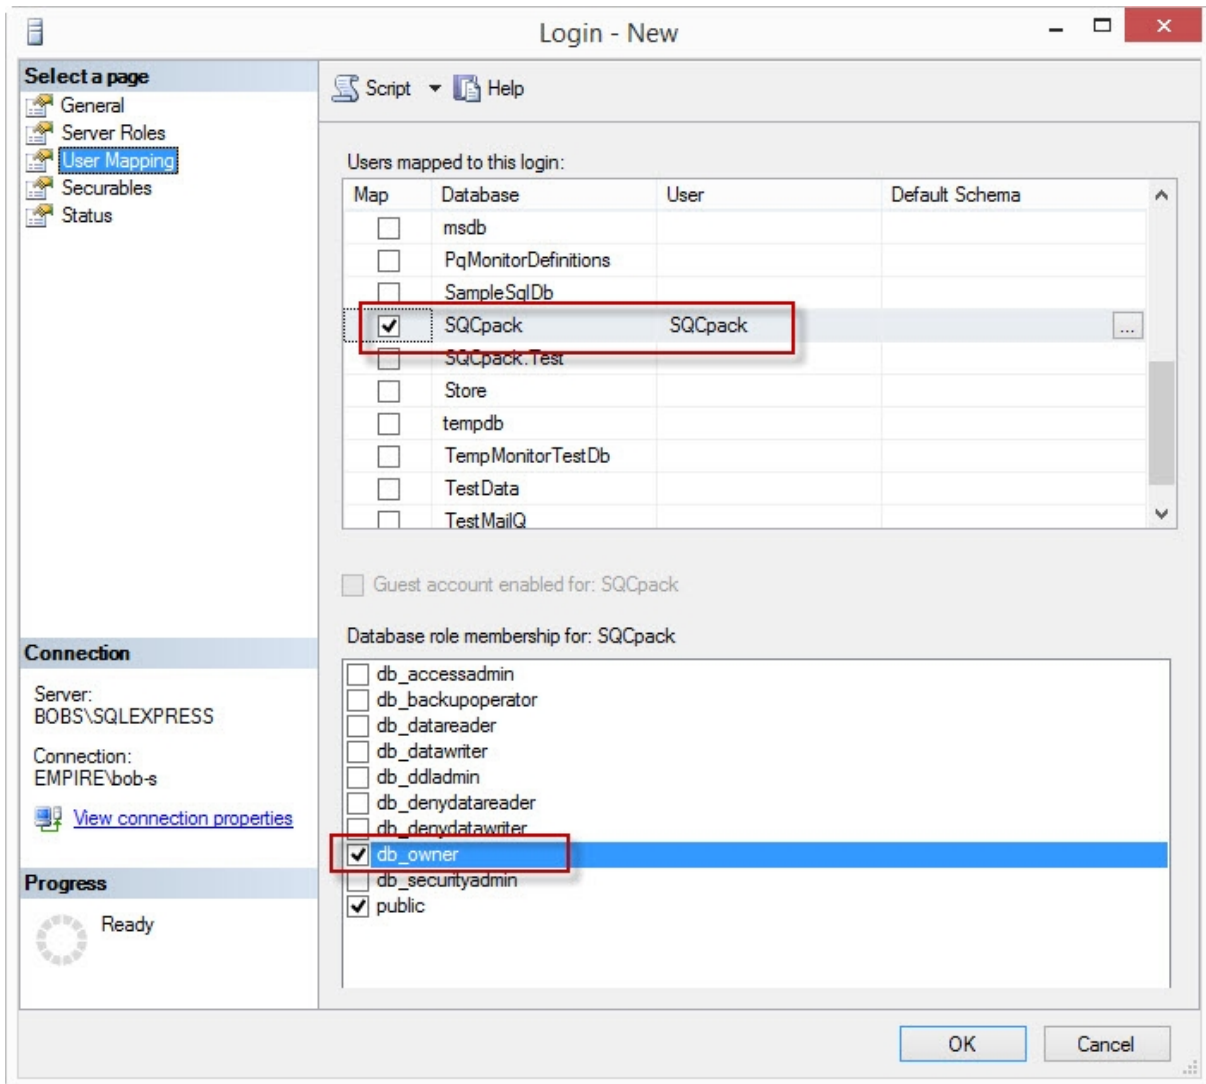 Login - New
Select a page
General
Server Roles
User Mapping
Securables
Status
Script Help
Users mapped to this login:
Map Database User Default Schema
msdb
PqMonitorDefinitions
SampleSqlDb
SQCpack SQCpack ...
SQCpack.Test
Store
tempdb
TempMonitorTestDb
TestData
TestMailQ
Guest account enabled for: SQCpack
Database role membership for: SQCpack
db_accessadmin
db_backupoperator
db_datareader
db_datawriter
db_ddladmin
db_denydatareader
db_denydatawriter
db_owner
db_securityadmin
public
Connection
Server:
BOBS\SQLEXPRESS
Connection:
EMPIRE\bob-s
View connection properties
Progress
Ready
OK Cancel